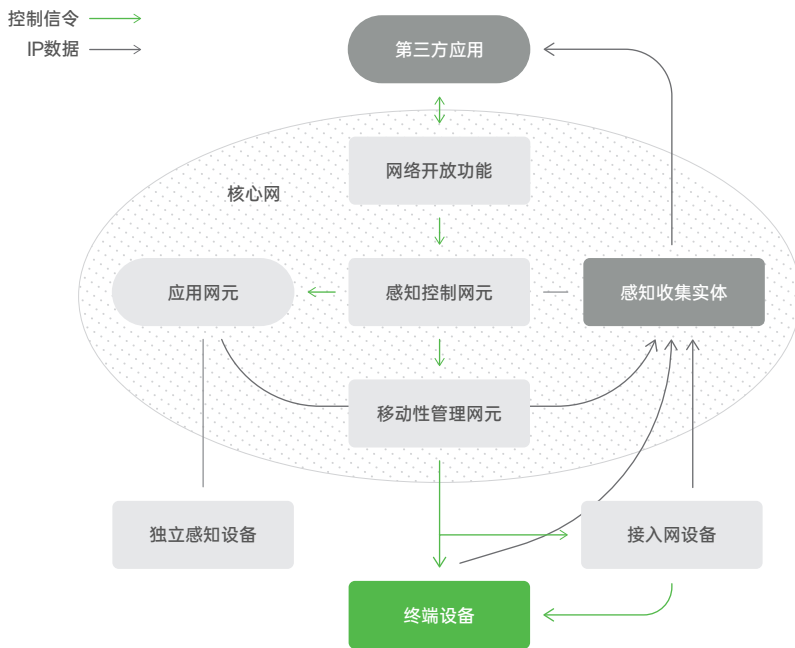 控制信令
IP数据
第三方应用
网络开放功能
核心网
应用网元
感知控制网元
感知收集实体
移动性管理网元
独立感知设备
接入网设备
终端设备